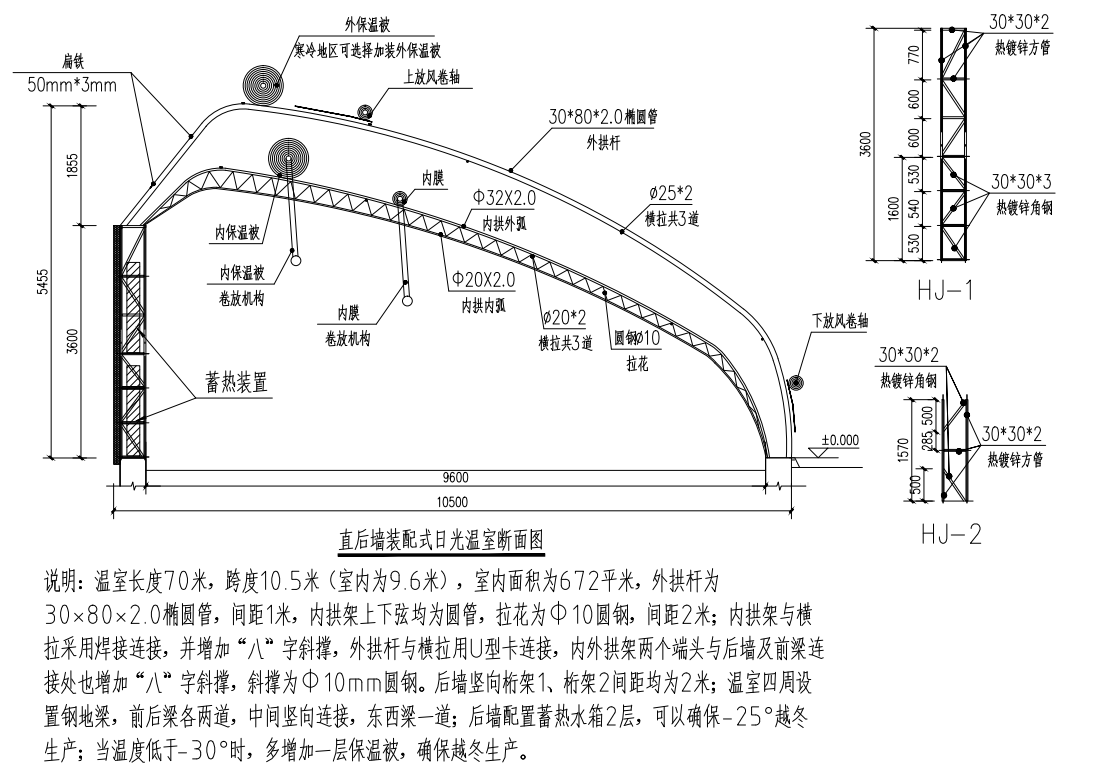 外保温被
寒冷地区可选择加装外保温被
扁铁
50mm*3mm
上放风卷轴
30*80*2.0椭圆管
外拱杆
内膜
Φ32X2.0
内拱外弧
ø25*2
横拉共3道
内保温被
内保温被
卷放机构
Φ20X2.0
内拱内弧
内膜
卷放机构
ø20*2
横拉共3道
圆钢ø10
拉花
下放风卷轴
蓄热装置
±0.000
1855
5455
3600
9600
10500
30*30*2
热镀锌方管
770
600
600
530
540
530
3600
1600
30*30*3
热镀锌角钢
HJ-1
30*30*2
热镀锌角钢
500
285
500
1570
30*30*2
热镀锌方管
HJ-2
直后墙装配式日光温室断面图
说明：温室长度70米，跨度10.5米（室内为9.6米），室内面积为672平米，外拱杆为
30×80×2.0椭圆管，间距1米，内拱架上下弦均为圆管，拉花为Φ10圆钢，间距2米；内拱架与横
拉采用焊接连接，并增加“八”字斜撑，外拱杆与横拉用U型卡连接，内外拱架两个端头与后墙及前梁连
接处也增加“八”字斜撑，斜撑为Φ10mm圆钢。后墙竖向桁架1、桁架2间距均为2米；温室四周设
置钢地梁，前后梁各两道，中间竖向连接，东西梁一道；后墙配置蓄热水箱2层，可以确保-25°越冬
生产；当温度低于-30°时，多增加一层保温被，确保越冬生产。